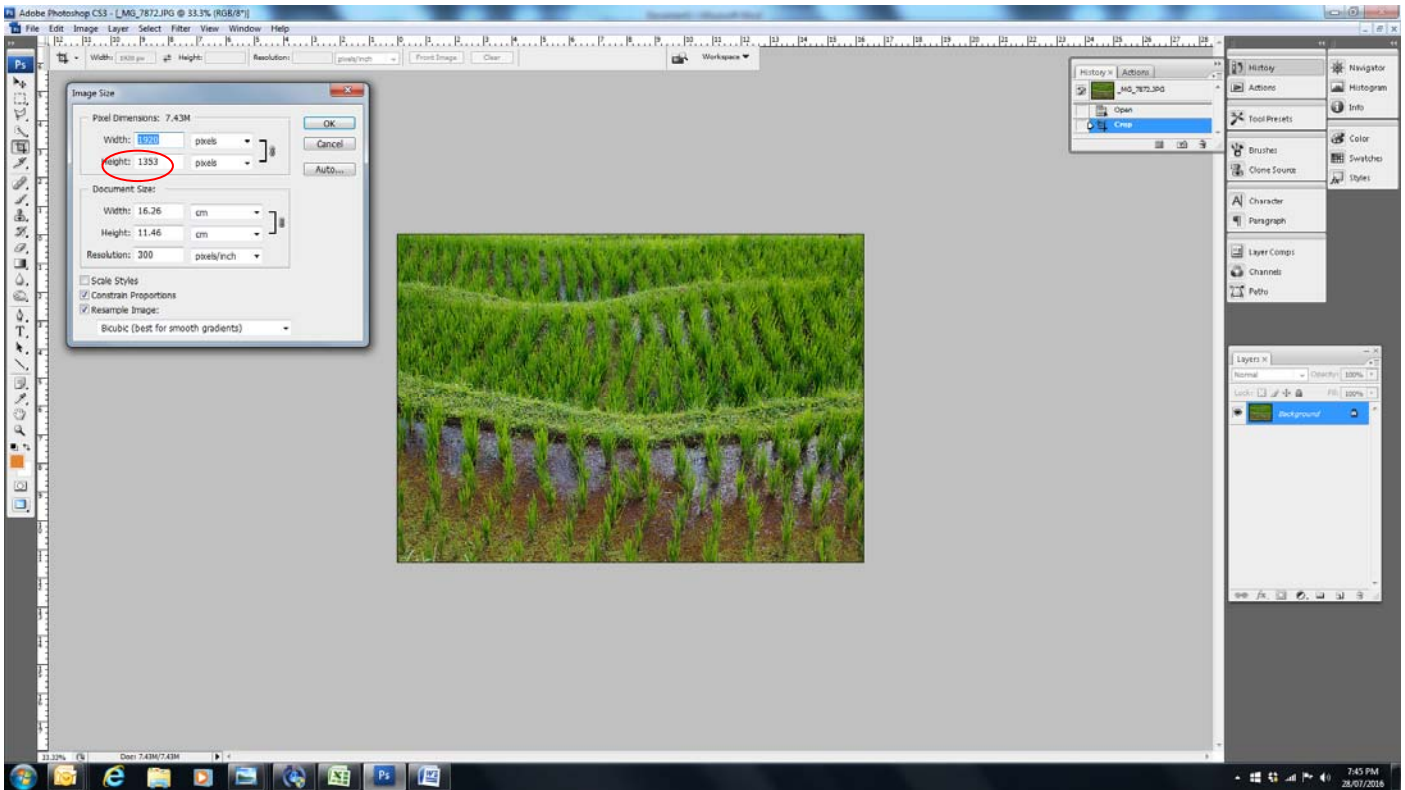 Adobe Photoshop CS3 - [_MG_7872.JPG @ 33.3% (RGB/8*)]
File Edit Image Layer Select Filter View Window Help
Width: 1920 px Height: Resolution: pixels/inch Front Image Clear Workspace
Image Size
Pixel Dimensions: 7.43M
Width: 1920 pixels
Height: 1353 pixels
OK
Cancel
Auto...
Document Size:
Width: 16.26 cm
Height: 11.46 cm
Resolution: 300 pixels/inch
Scale Styles
Constrain Proportions
Resample Image:
Bicubic (best for smooth gradients)
History × Actions
_MG_7872.JPG
Open
Crop
History
Actions
Tool Presets
Brushes
Clone Source
Character
Paragraph
Layer Comps
Channels
Paths
Navigator
Histogram
Info
Color
Swatches
Styles
Layers ×
Normal Opacity: 100%
Lock: Fill: 100%
Background
33.33% Doc: 7.43M/7.43M
Ps
7:45 PM
28/07/2016